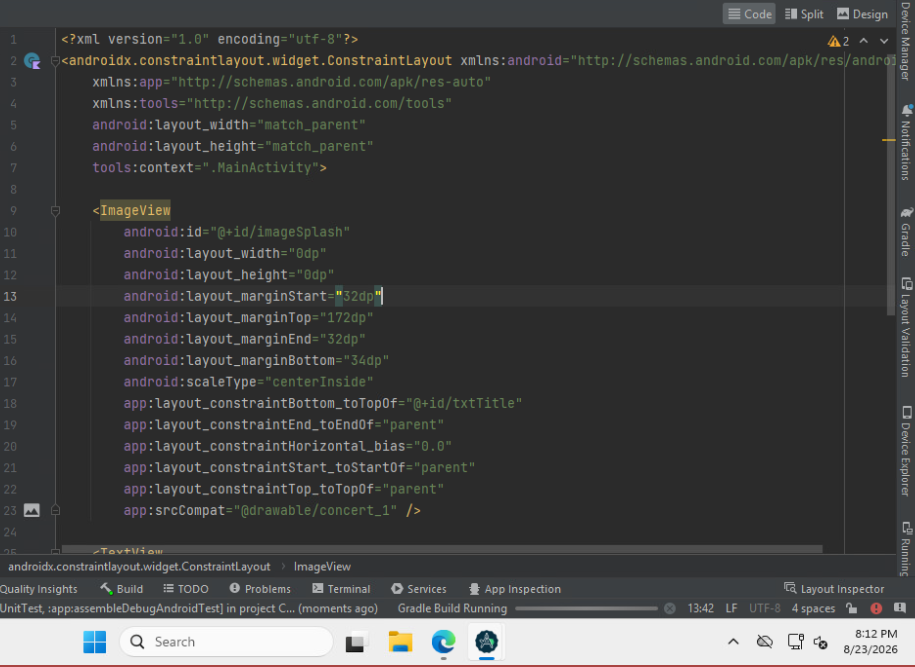 Code Split Design
1 <?xml version="1.0" encoding="utf-8"?>
2 <androidx.constraintlayout.widget.ConstraintLayout xmlns:android="http://schemas.android.com/apk/res/androi
3 xmlns:app="http://schemas.android.com/apk/res-auto"
4 xmlns:tools="http://schemas.android.com/tools"
5 android:layout_width="match_parent"
6 android:layout_height="match_parent"
7 tools:context=".MainActivity">
8
9 <ImageView
10 android:id="@+id/imageSplash"
11 android:layout_width="0dp"
12 android:layout_height="0dp"
13 android:layout_marginStart="32dp"
14 android:layout_marginTop="172dp"
15 android:layout_marginEnd="32dp"
16 android:layout_marginBottom="34dp"
17 android:scaleType="centerInside"
18 app:layout_constraintBottom_toTopOf="@+id/txtTitle"
19 app:layout_constraintEnd_toEndOf="parent"
20 app:layout_constraintHorizontal_bias="0.0"
21 app:layout_constraintStart_toStartOf="parent"
22 app:layout_constraintTop_toTopOf="parent"
23 app:srcCompat="@drawable/concert_1" />
24
25 <TextView
2
Device Manager
Notifications
Gradle
Layout Validation
Device Explorer
Running
androidx.constraintlayout.widget.ConstraintLayout › ImageView
Quality Insights Build TODO Problems Terminal Services App Inspection Layout Inspector
UnitTest, :app:assembleDebugAndroidTest] in project C... (moments ago) Gradle Build Running 13:42 LF UTF-8 4 spaces
Search
8:12 PM
8/23/2026